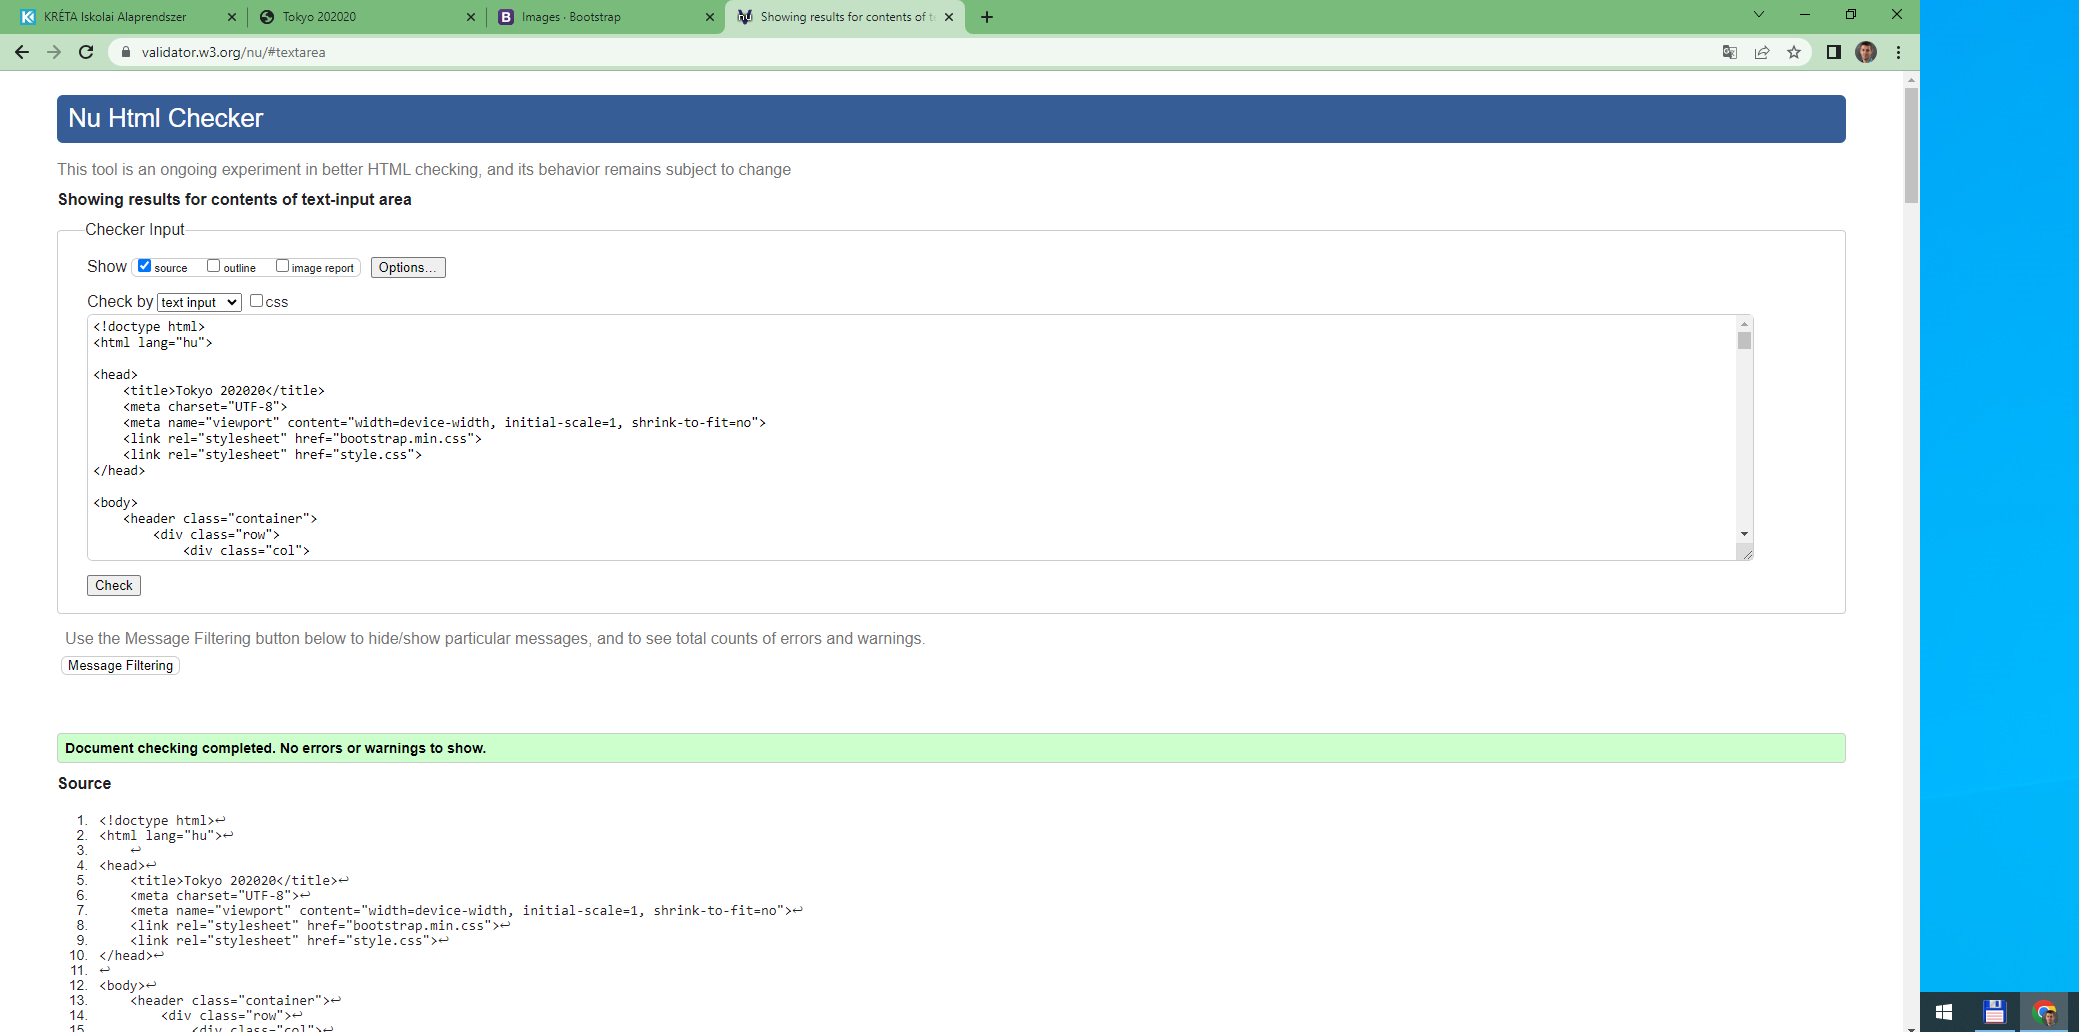 KRÉTA Iskolai Alaprendszer
Tokyo 202020
Images · Bootstrap
Showing results for contents of te
validator.w3.org/nu/#textarea
Nu Html Checker
This tool is an ongoing experiment in better HTML checking, and its behavior remains subject to change
Showing results for contents of text-input area
Checker Input
Show source outline image report Options...
Check by text input css
<!doctype html>
<html lang="hu">
<head>
<title>Tokyo 202020</title>
<meta charset="UTF-8">
<meta name="viewport" content="width=device-width, initial-scale=1, shrink-to-fit=no">
<link rel="stylesheet" href="bootstrap.min.css">
<link rel="stylesheet" href="style.css">
</head>
<body>
<header class="container">
<div class="row">
<div class="col">
Check
Use the Message Filtering button below to hide/show particular messages, and to see total counts of errors and warnings.
Message Filtering
Document checking completed. No errors or warnings to show.
Source
1. <!doctype html>↩
2. <html lang="hu">↩
3. ↩
4. <head>↩
5. <title>Tokyo 202020</title>↩
6. <meta charset="UTF-8">↩
7. <meta name="viewport" content="width=device-width, initial-scale=1, shrink-to-fit=no">↩
8. <link rel="stylesheet" href="bootstrap.min.css">↩
9. <link rel="stylesheet" href="style.css">↩
10. </head>↩
11. ↩
12. <body>↩
13. <header class="container">↩
14. <div class="row">↩
15. <div class="col">↩